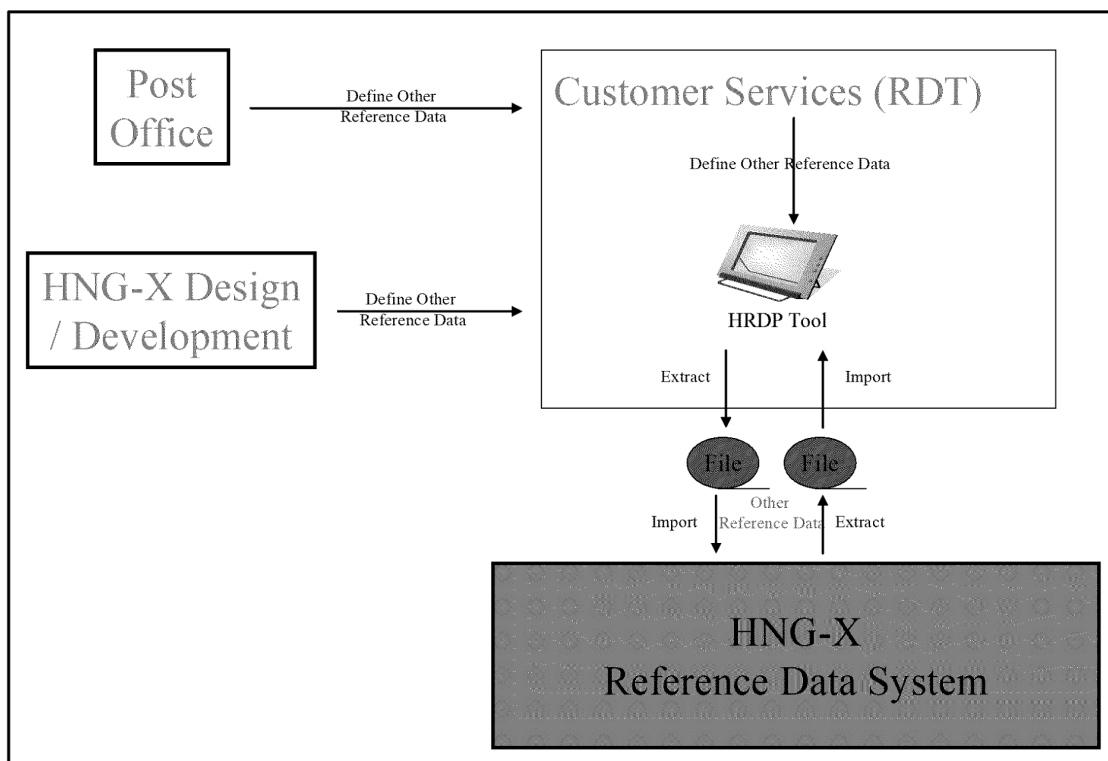 Post
Office
Define Other
Reference Data
Customer Services (RDT)
Define Other Reference Data
HNG-X Design
/ Development
Define Other
Reference Data
HRDP Tool
Extract
Import
File
File
Other
Reference Data
Import
Extract
HNG-X
Reference Data System